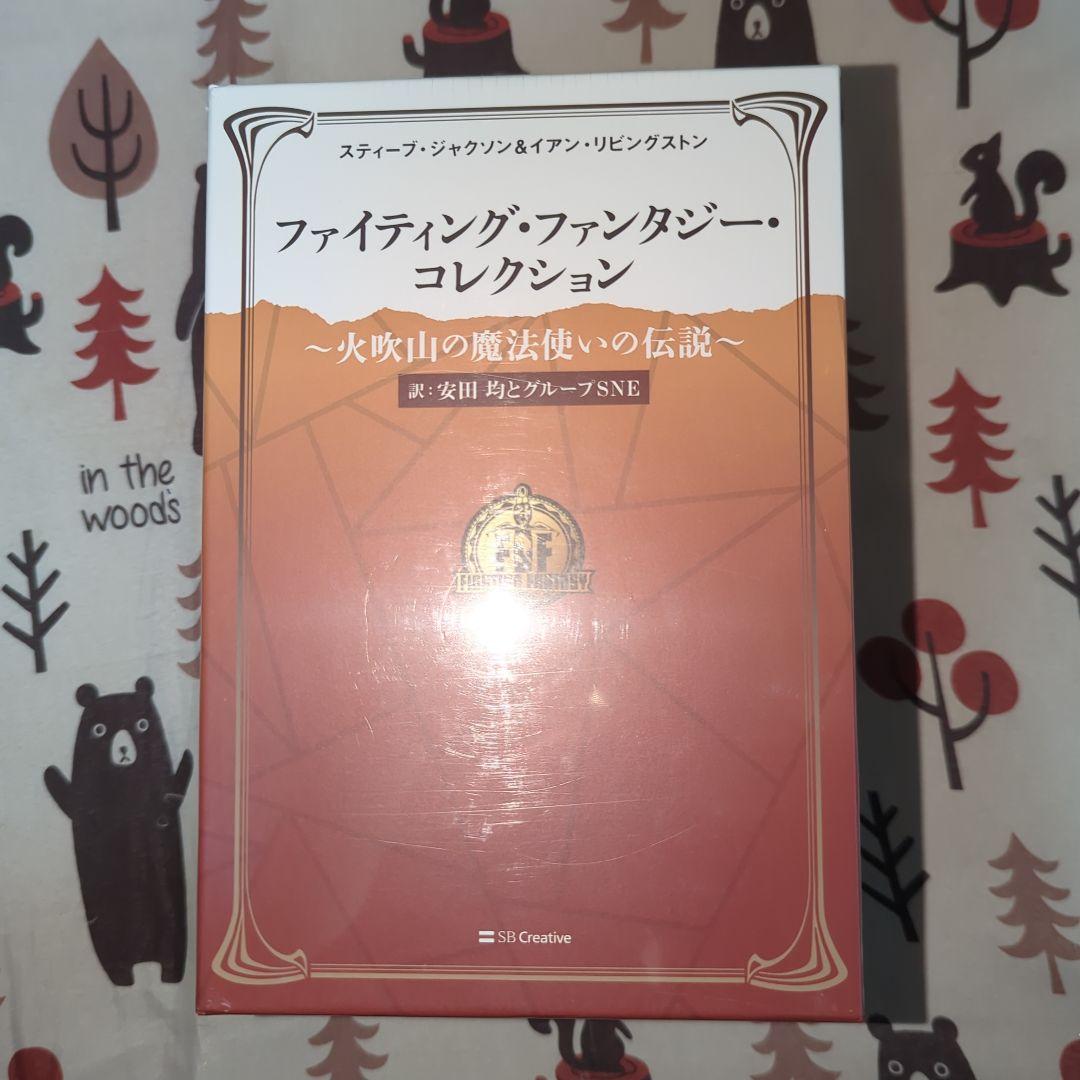 スティーブ・ジャクソン&イアン・リビングストン
ファイティング・ファンタジー・
コレクション
～火吹山の魔法使いの伝説～
訳：安田 均とグループSNE
in the
woods
FF
FIGHTING FANTASY
SB Creative